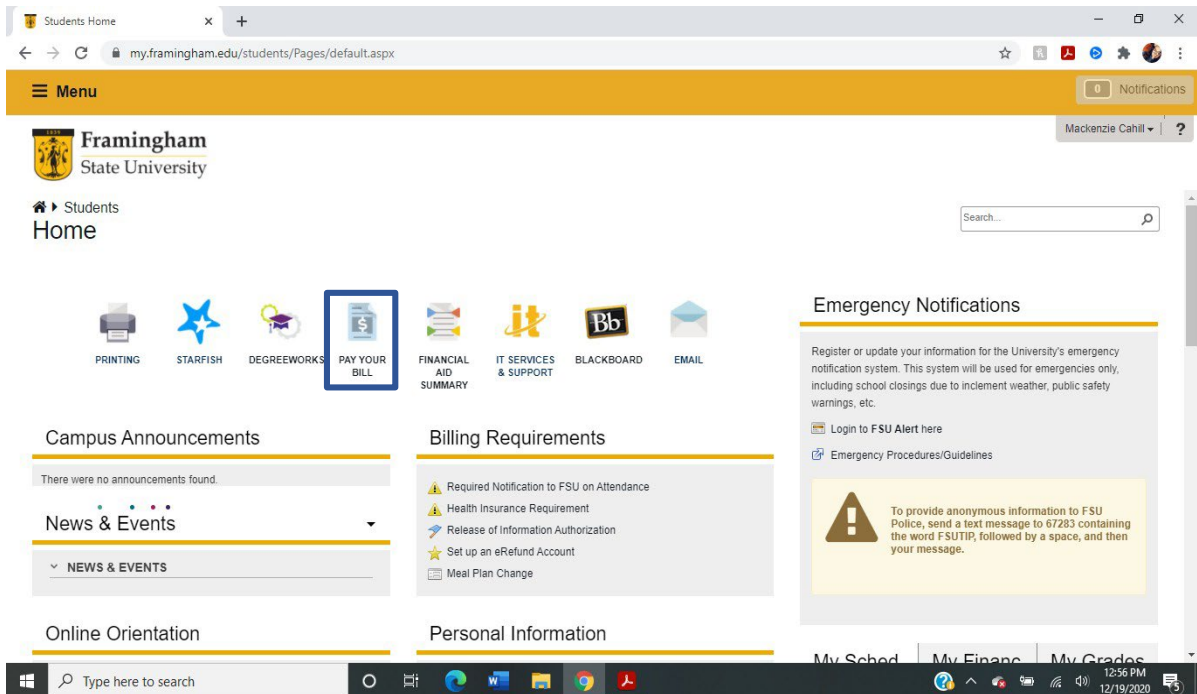 Students Home
my.framingham.edu/students/Pages/default.aspx
Menu
0 Notifications
Mackenzie Cahill
?
Framingham
State University
Students
Home
Search...
PRINTING
STARFISH
DEGREEWORKS
$
PAY YOUR
BILL
FINANCIAL
AID
SUMMARY
it
IT SERVICES
& SUPPORT
Bb
BLACKBOARD
EMAIL
Emergency Notifications
Register or update your information for the University's emergency
notification system. This system will be used for emergencies only,
including school closings due to inclement weather, public safety
warnings, etc.
Login to FSU Alert here
Emergency Procedures/Guidelines
To provide anonymous information to FSU
Police, send a text message to 67283 containing
the word FSUTIP, followed by a space, and then
your message.
Campus Announcements
There were no announcements found.
News & Events
NEWS & EVENTS
Online Orientation
Billing Requirements
Required Notification to FSU on Attendance
Health Insurance Requirement
Release of Information Authorization
Set up an eRefund Account
Meal Plan Change
Personal Information
My Sched
My Financ
My Grades
Type here to search
12:56 PM
12/19/2020
5